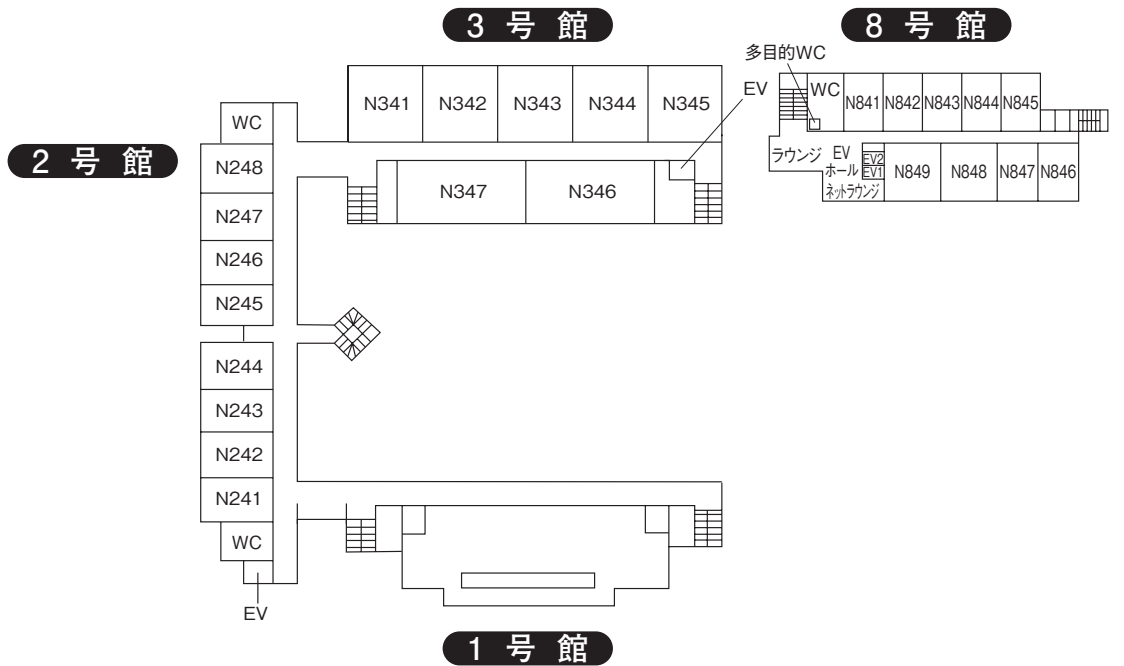 3 号 館
8 号 館
2 号 館
1 号 館
N341
N342
N343
N344
N345
EV
N347
N346
WC
N248
N247
N246
N245
N244
N243
N242
N241
WC
EV
多目的WC
WC
N841
N842
N843
N844
N845
ラウンジ
EV
ホール
ネットラウンジ
EV2
EV1
N849
N848
N847
N846